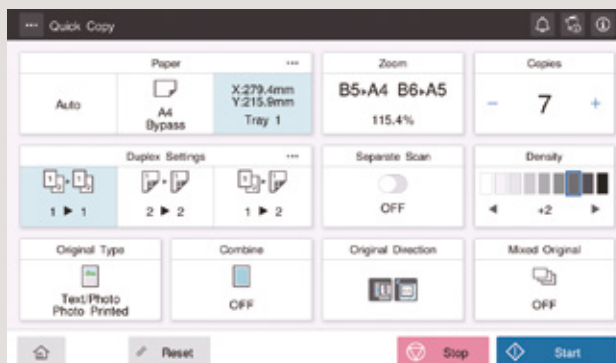 Quick Copy
Paper
Auto
A4
Bypass
X:279.4mm
Y:215.9mm
Tray 1
Zoom
B5▸A4 B6▸A5
115.4%
Copies
− 7 +
Duplex Settings
1 ▶ 1
2 ▶ 2
1 ▶ 2
Separate Scan
OFF
Density
◀ +2 ▶
Original Type
Text/Photo
Photo Printed
Combine
OFF
Original Direction
Mixed Original
OFF
Reset
Stop
Start